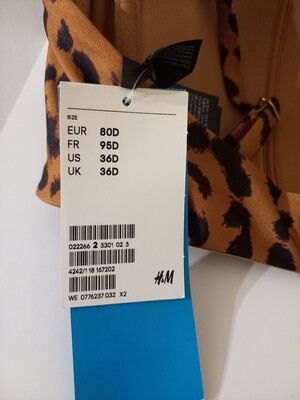 SIZE
EUR 80D
FR 95D
US 36D
UK 36D
022266 2 3301 02 3
4242/118 167202
H&M
WE 0776237 032 X2